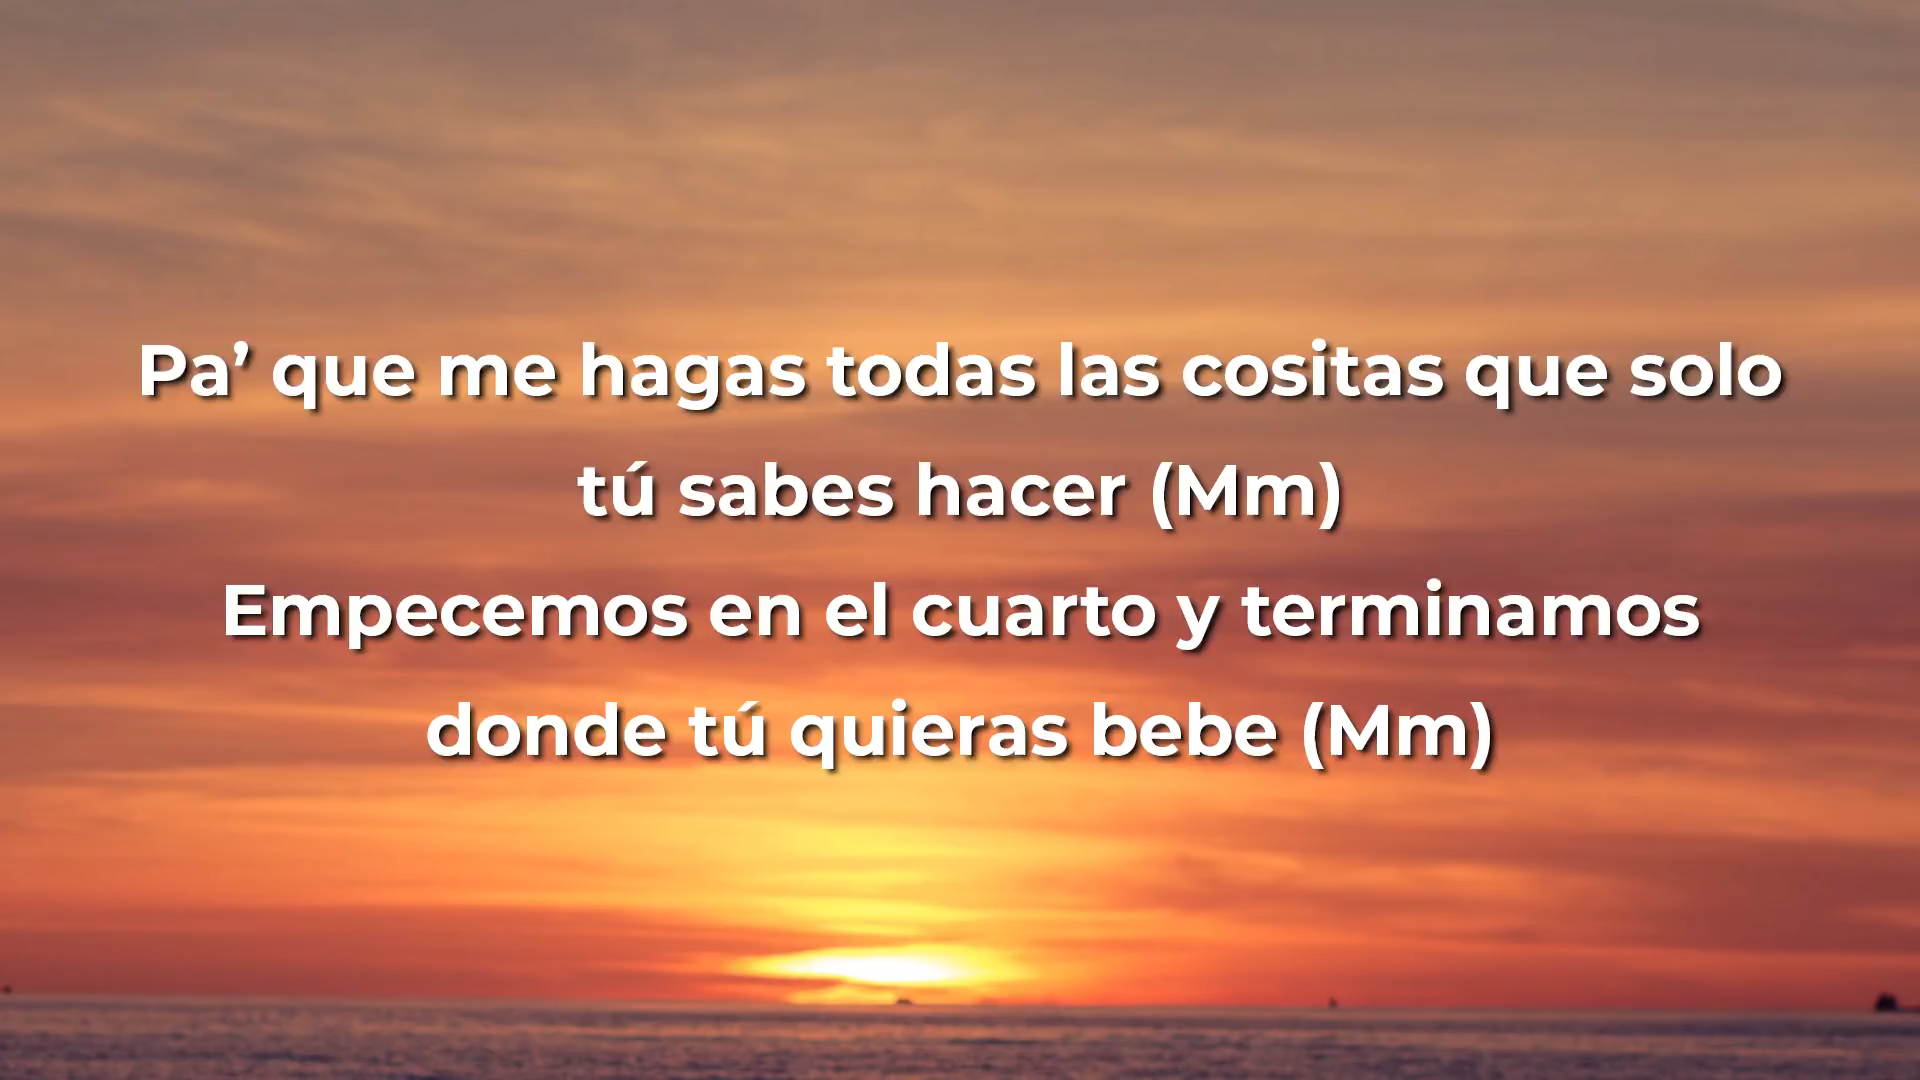 Pa’ que me hagas todas las cositas que solo
tú sabes hacer (Mm)
Empecemos en el cuarto y terminamos
donde tú quieras bebe (Mm)